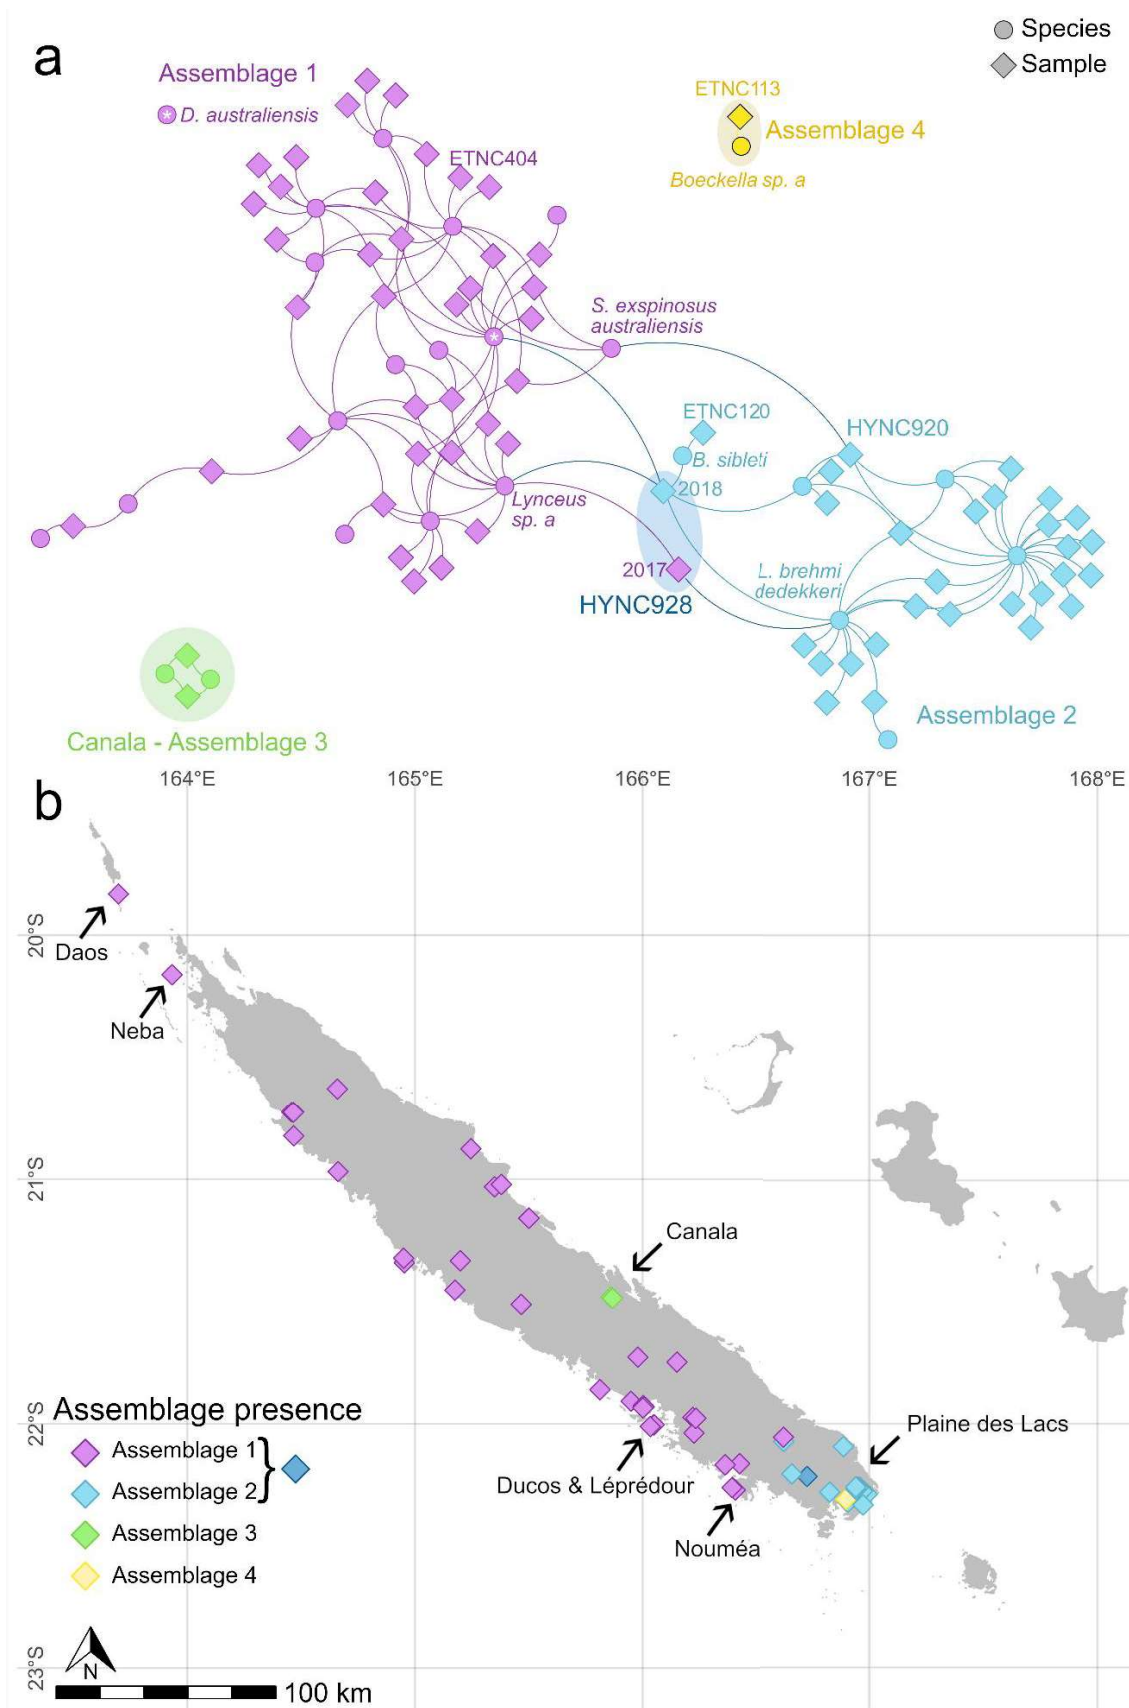 a
Species
Sample
Assemblage 1
D. australiensis
ETNC404
ETNC113
Assemblage 4
Boeckella sp. a
S. exspinosus
australiensis
ETNC120
HYNC920
B. sibleti
2018
Lynceus
sp. a
2017
HYNC928
L. brehmi
dedekkeri
Assemblage 2
Canala - Assemblage 3
164°E
165°E
166°E
167°E
168°E
b
20°S
Daos
Neba
21°S
Canala
22°S
Assemblage presence
Assemblage 1
Assemblage 2
Assemblage 3
Assemblage 4
Plaine des Lacs
Ducos & Léprédour
Nouméa
N
23°S
100 km